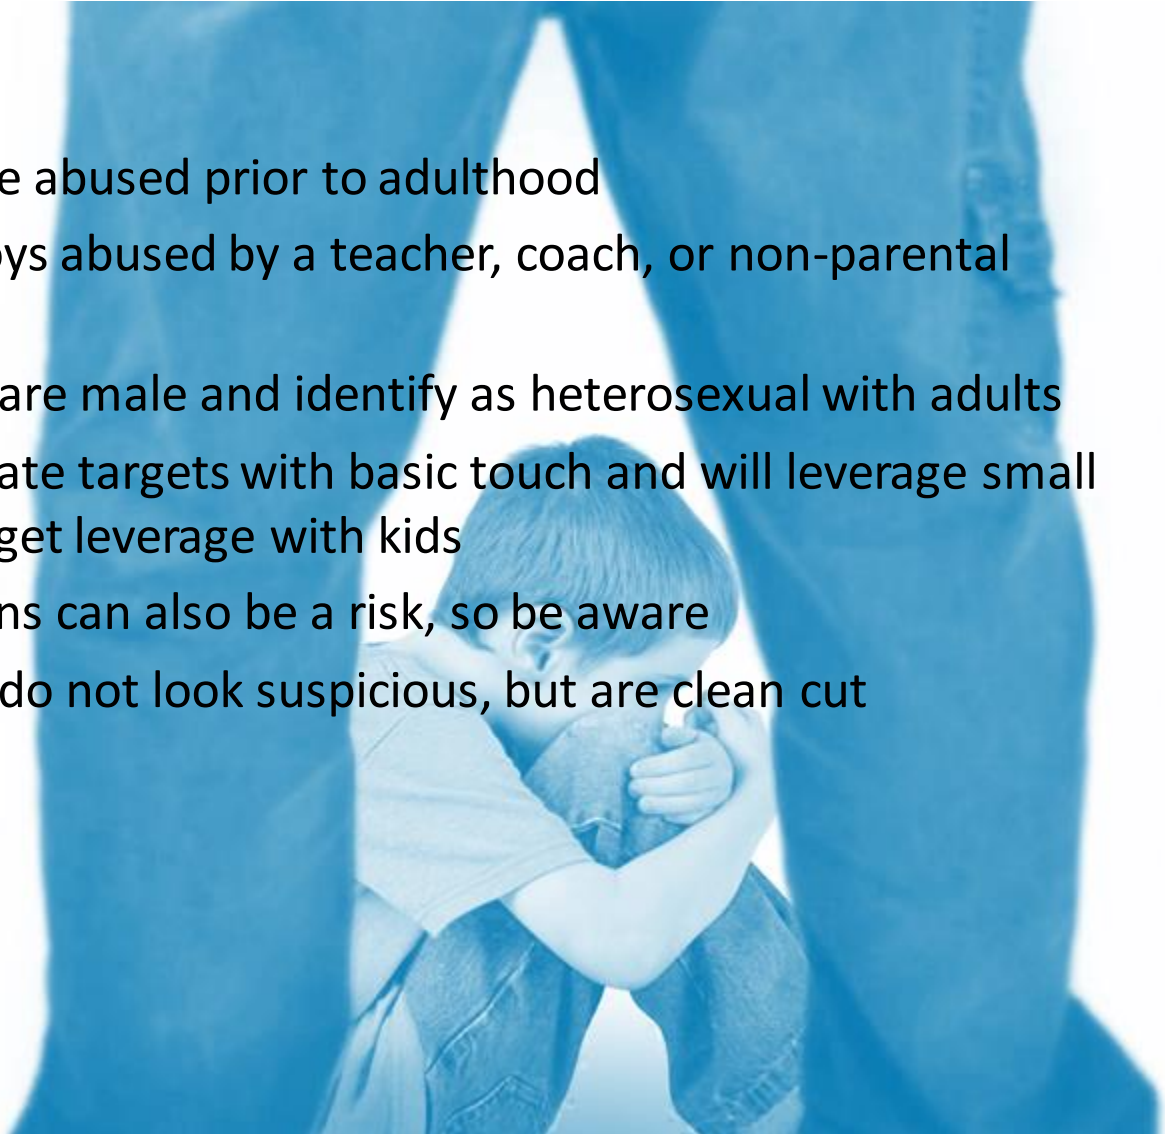 e abused prior to adulthood
oys abused by a teacher, coach, or non-parental
are male and identify as heterosexual with adults
ate targets with basic touch and will leverage small
get leverage with kids
ns can also be a risk, so be aware
do not look suspicious, but are clean cut